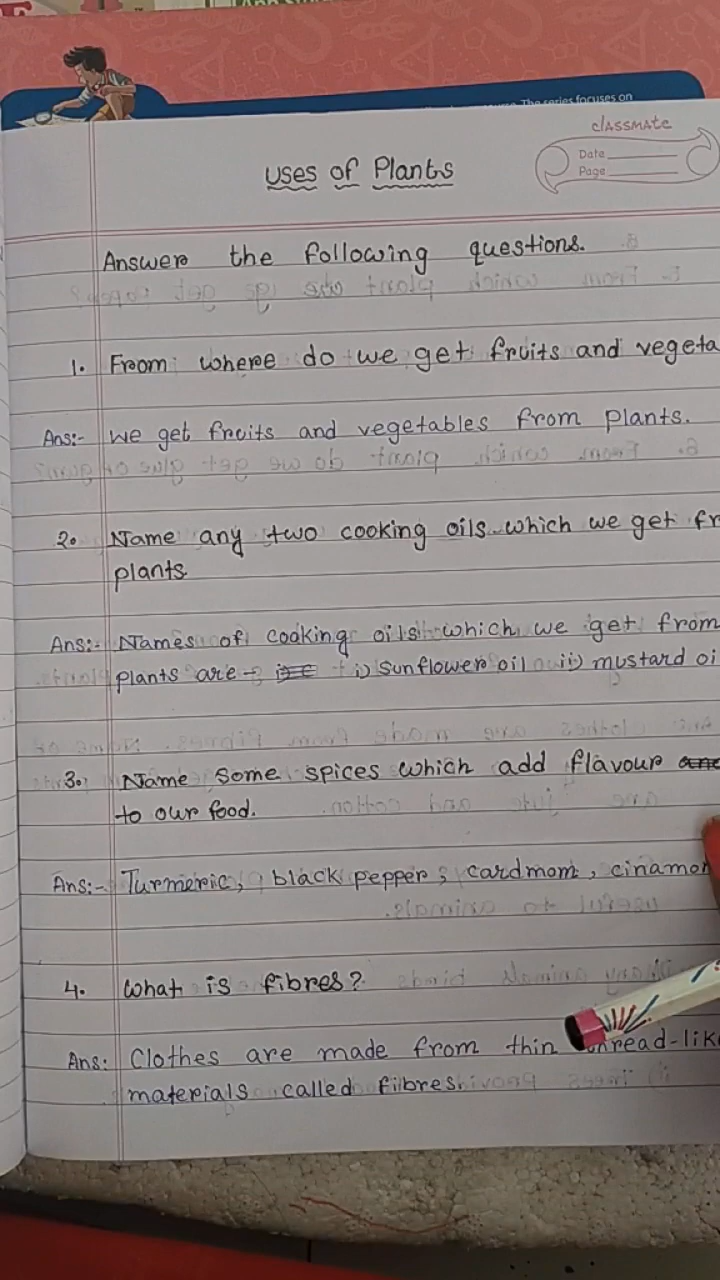 The series focuses on
classmate
Date
Page
Uses of Plants
Answer the following questions.
1. From where do we get fruits and vegeta
Ans:- We get fruits and vegetables from plants.
2. Name any two cooking oils which we get fr
plants
Ans:- Names of cooking oils which we get from
plants are - i) sunflower oil ii) mustard oi
3. Name some spices which add flavour
to our food.
Ans:- Turmeric, black pepper, cardmom, cinamon
4. What is fibres?
Ans: Clothes are made from thin thread-lik
materials called fibres.